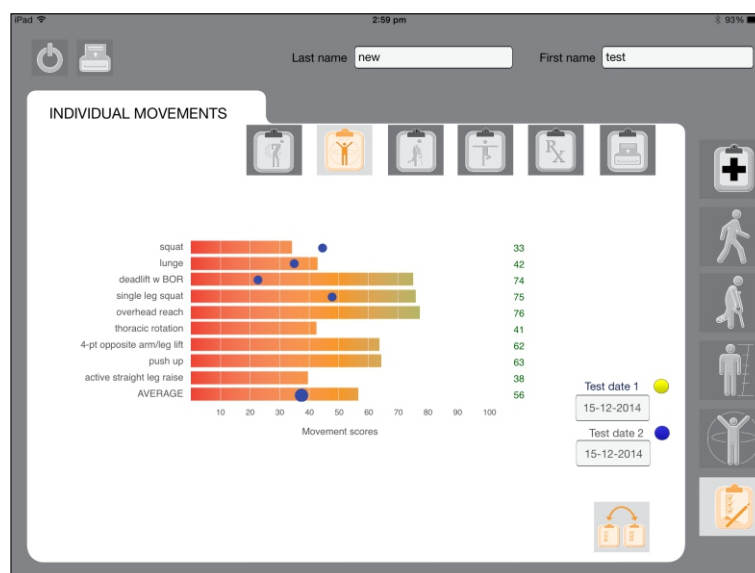 iPad 2:59 pm 93%
Last name new First name test
INDIVIDUAL MOVEMENTS
RX
squat 33
lunge 42
deadlift w BOR 74
single leg squat 75
overhead reach 76
thoracic rotation 41
4-pt opposite arm/leg lift 62
push up 63
active straight leg raise 38
AVERAGE 56
10 20 30 40 50 60 70 80 90 100
Movement scores
Test date 1
15-12-2014
Test date 2
15-12-2014